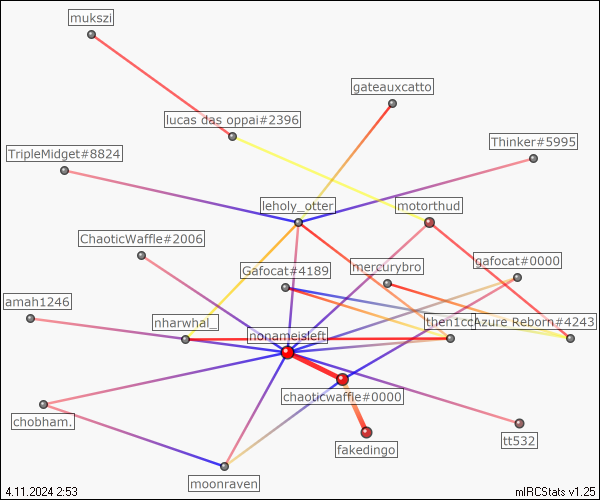 mukszi
gateauxcatto
lucas das oppai#2396
Thinker#5995
TripleMidget#8824
leholy_otter
motorthud
ChaoticWaffle#2006
gafocat#0000
mercurybro
Gafocat#4189
amah1246
nharwhal_
then1cc
Azure Reborn#4243
nonameisleft
chaoticwaffle#0000
chobham.
tt532
fakedingo
moonraven
4.11.2024 2:53
mIRCStats v1.25